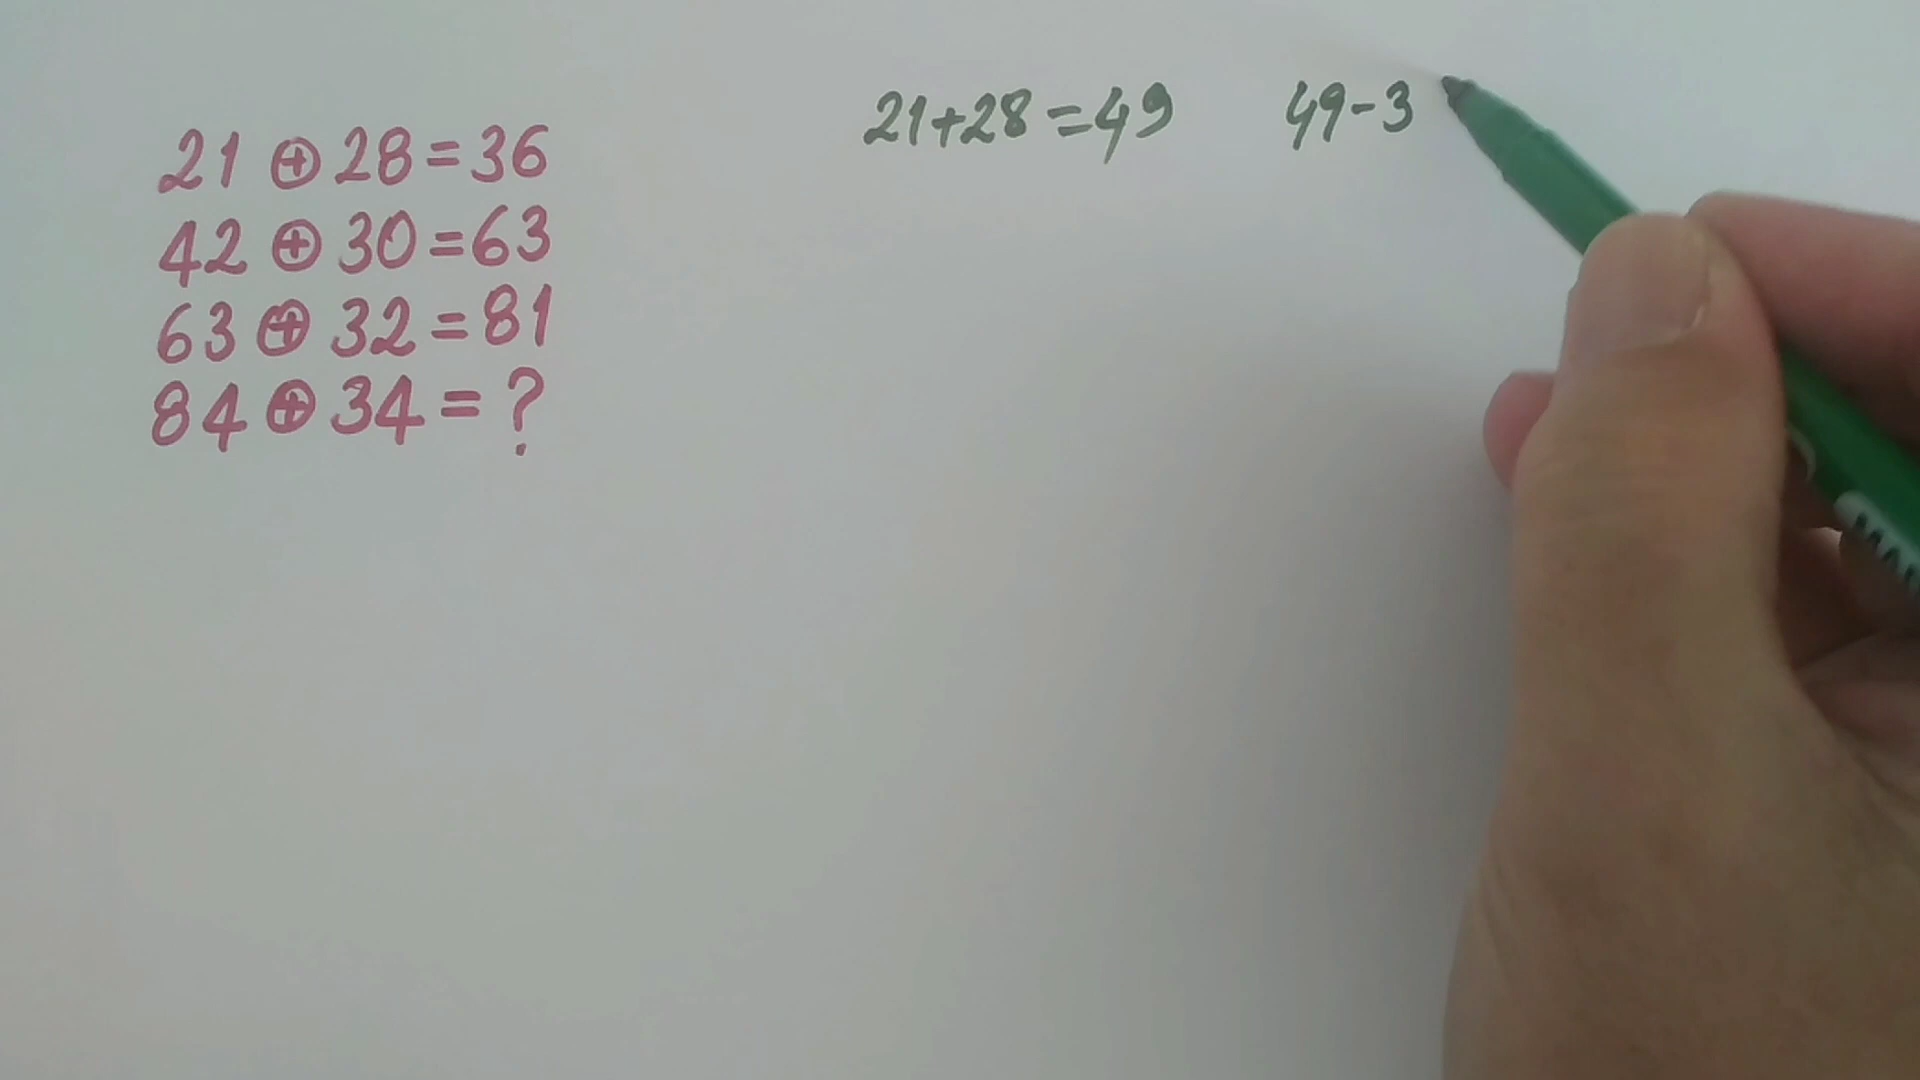 21 ⊕ 28 = 36
42 ⊕ 30 = 63
63 ⊕ 32 = 81
84 ⊕ 34 = ?
21+28=49
49-3